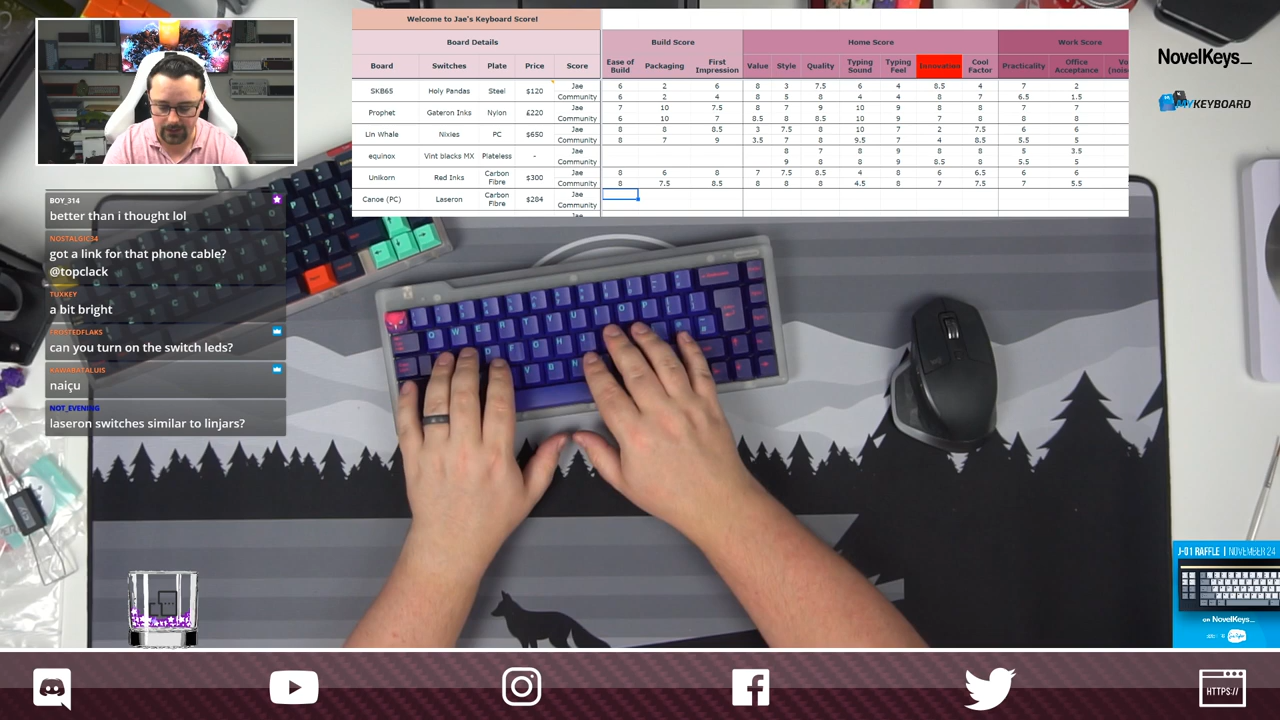 Welcome to Jae's Keyboard Score!
Board Details Build Score Home Score Work Score
Board Switches Plate Price Score Ease of Build Packaging First Impression Value Style Quality Typing Sound Typing Feel Innovation Cool Factor Practicality Office Acceptance
SKB65 Holy Pandas Steel $120
Jae 6 2 6 8 3 7.5 6 4 8.5 4 7 2
Community 4 2 4 8 5 8 4 4 8 7 6.5 1.5
Prophet Gateron Inks Nylon £220
Jae 7 10 7.5 8 7 9 10 9 8 8 7 7
Community 6 10 7 8.5 8 8.5 10 9 7 8 8 8
Lin Whale Nixies PC $650
Jae 8 8 8.5 3 7.5 8 10 7 2 7.5 6 6
Community 8 7 9 3.5 7 8 9.5 4 8.5 5.5 5
equinox Vint blacks MX Plateless -
Jae 8 7 8 9 8 8 5 3.5
Community 9 8 8 8 8.5 8 5.5 5
Unikorn Red Inks Carbon Fibre $300
Jae 8 6 8 7 7.5 8.5 4 8 6 6.5 6 6
Community 8 7.5 8.5 8 8 8 4.5 8 7 7.5 7 5.5
Canoe (PC) Laseron Carbon Fibre $284
Jae
Community
Jae
NovelKeys_
MYKEYBOARD
BOY_314
better than i thought lol
NOSTALGIC34
got a link for that phone cable?
@topclack
TUXKEY
a bit bright
FROSTEDFLAKS
can you turn on the switch leds?
KAWABATALUIS
naiçu
NOT_EVENING
laseron switches similar to linjars?
J-01 RAFFLE | NOVEMBER 24
ON NovelKeys_
HTTPS://